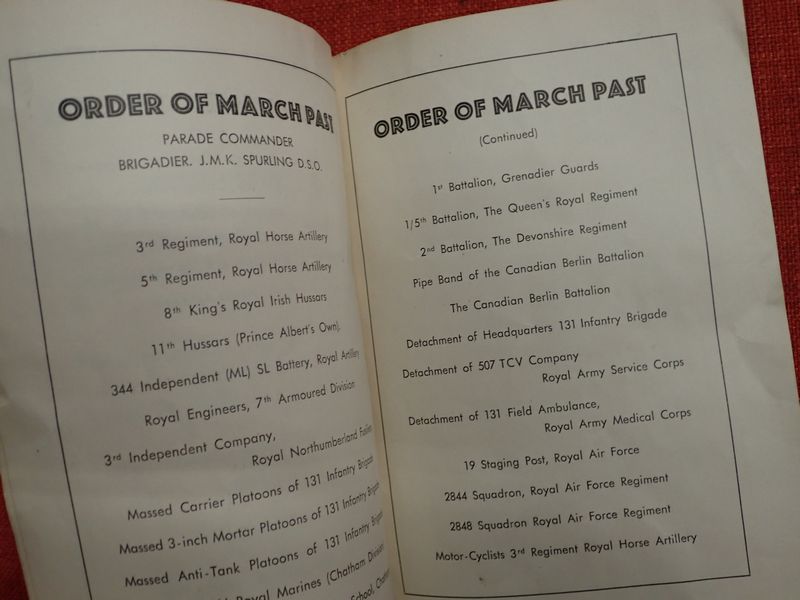 ORDER OF MARCH PAST
PARADE COMMANDER
BRIGADIER. J.M.K. SPURLING D.S.O.
3rd Regiment, Royal Horse Artillery
5th Regiment, Royal Horse Artillery
8th King's Royal Irish Hussars
11th Hussars (Prince Albert's Own).
344 Independent (ML) SL Battery, Royal Artillery
Royal Engineers, 7th Armoured Division
3rd Independent Company,
Royal Northumberland Fusiliers
Massed Carrier Platoons of 131 Infantry Brigade
Massed 3-inch Mortar Platoons of 131 Infantry Brigade
Massed Anti-Tank Platoons of 131 Infantry Brigade
Royal Marines (Chatham Division)
School,
ORDER OF MARCH PAST
(Continued)
1st Battalion, Grenadier Guards
1/5th Battalion, The Queen's Royal Regiment
2nd Battalion, The Devonshire Regiment
Pipe Band of the Canadian Berlin Battalion
The Canadian Berlin Battalion
Detachment of Headquarters 131 Infantry Brigade
Detachment of 507 TCV Company
Royal Army Service Corps
Detachment of 131 Field Ambulance,
Royal Army Medical Corps
19 Staging Post, Royal Air Force
2844 Squadron, Royal Air Force Regiment
2848 Squadron Royal Air Force Regiment
Motor-Cyclists 3rd Regiment Royal Horse Artillery